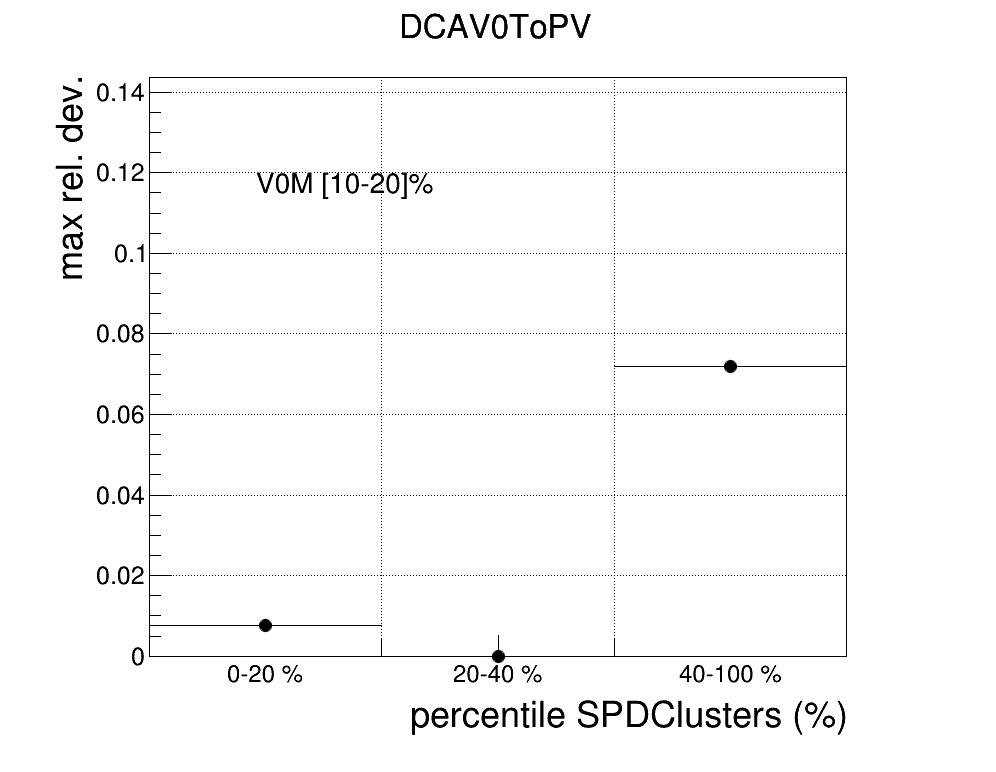 DCAV0ToPV
max rel. dev.
0.14
0.12
0.1
0.08
0.06
0.04
0.02
0
V0M [10-20]%
0-20 %
20-40 %
40-100 %
percentile SPDClusters (%)